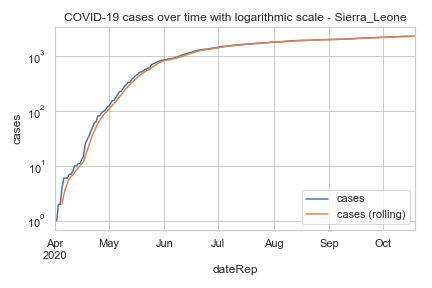 COVID-19 cases over time with logarithmic scale - Sierra_Leone
10³
10²
10¹
10⁰
cases
cases
cases (rolling)
Apr May Jun Jul Aug Sep Oct
2020
dateRep